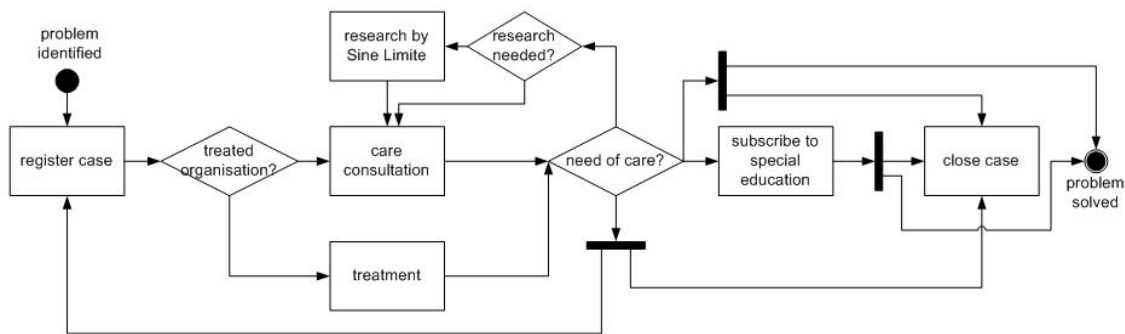 problem
identified
register case
treated
organisation?
research by
Sine Limite
research
needed?
care
consultation
treatment
need of care?
subscribe to
special
education
close case
problem
solved